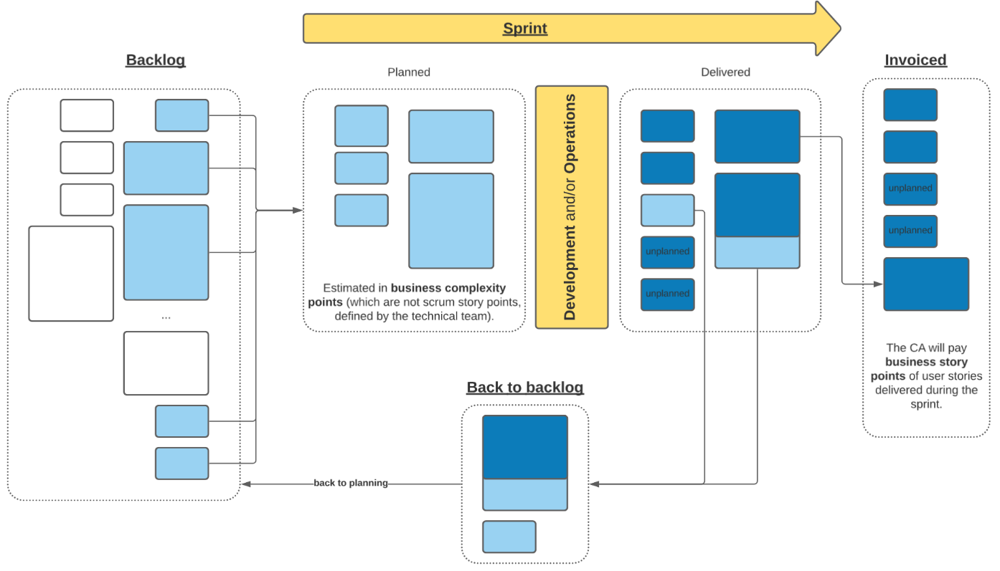 Sprint
Backlog
Planned
Delivered
Invoiced
...
Estimated in business complexity
points (which are not scrum story points,
defined by the technical team).
Development and/or Operations
unplanned
unplanned
unplanned
unplanned
The CA will pay
business story
points of user stories
delivered during the
sprint.
Back to backlog
back to planning